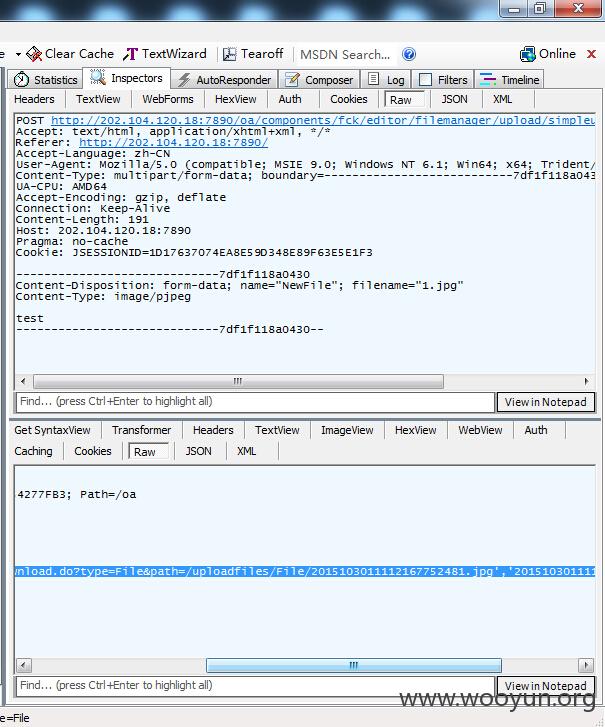 e Clear Cache TextWizard Tearoff MSDN Search... Online x
Statistics Inspectors AutoResponder Composer Log Filters Timeline
Headers TextView WebForms HexView Auth Cookies Raw JSON XML
POST http://202.104.120.18:7890/oa/components/fck/editor/filemanager/upload/simpleu
Accept: text/html, application/xhtml+xml, */*
Referer: http://202.104.120.18:7890/
Accept-Language: zh-CN
User-Agent: Mozilla/5.0 (compatible; MSIE 9.0; Windows NT 6.1; Win64; x64; Trident/
Content-Type: multipart/form-data; boundary=---------------------------7df1f118a043
UA-CPU: AMD64
Accept-Encoding: gzip, deflate
Connection: Keep-Alive
Content-Length: 191
Host: 202.104.120.18:7890
Pragma: no-cache
Cookie: JSESSIONID=1D17637074EA8E59D348E89F63E5E1F3
-----------------------------7df1f118a0430
Content-Disposition: form-data; name="NewFile"; filename="1.jpg"
Content-Type: image/pjpeg
test
-----------------------------7df1f118a0430--
Find... (press Ctrl+Enter to highlight all) View in Notepad
Get SyntaxView Transformer Headers TextView ImageView HexView WebView Auth
Caching Cookies Raw JSON XML
4277FB3; Path=/oa
wnload.do?type=File&path=/uploadfiles/File/2015103011112167752481.jpg','201510301111
Find... (press Ctrl+Enter to highlight all) View in Notepad
www.wooyun.org
e=File